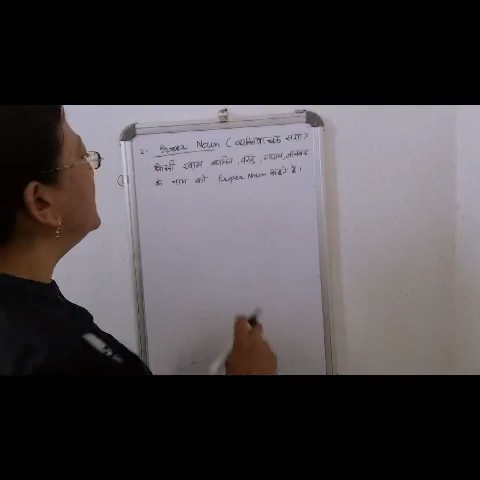 2- Proper Noun ( व्यक्तिवाचक संज्ञा )
किसी खास व्यक्ति, वस्तु, स्थान, जानवर
के नाम को Proper Noun कहते है।